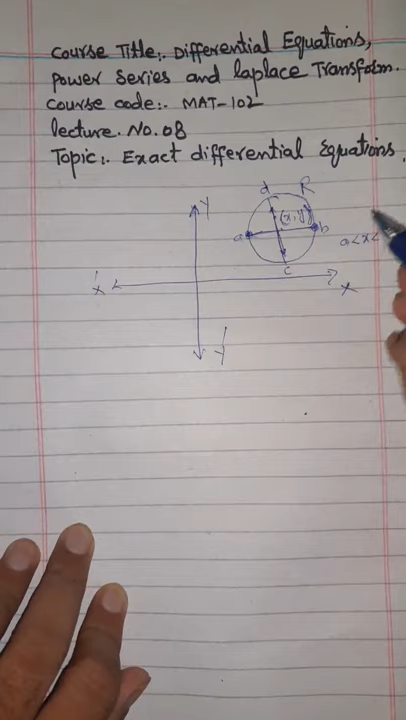 Course Title:. Differential Equations,
Power Series and Laplace Transform.
Course code:. MAT-102
lecture. No. 08
Topic:. Exact differential Equations.
d R
Y
(x,y)
a b
a<x<
c
X' X
Y'